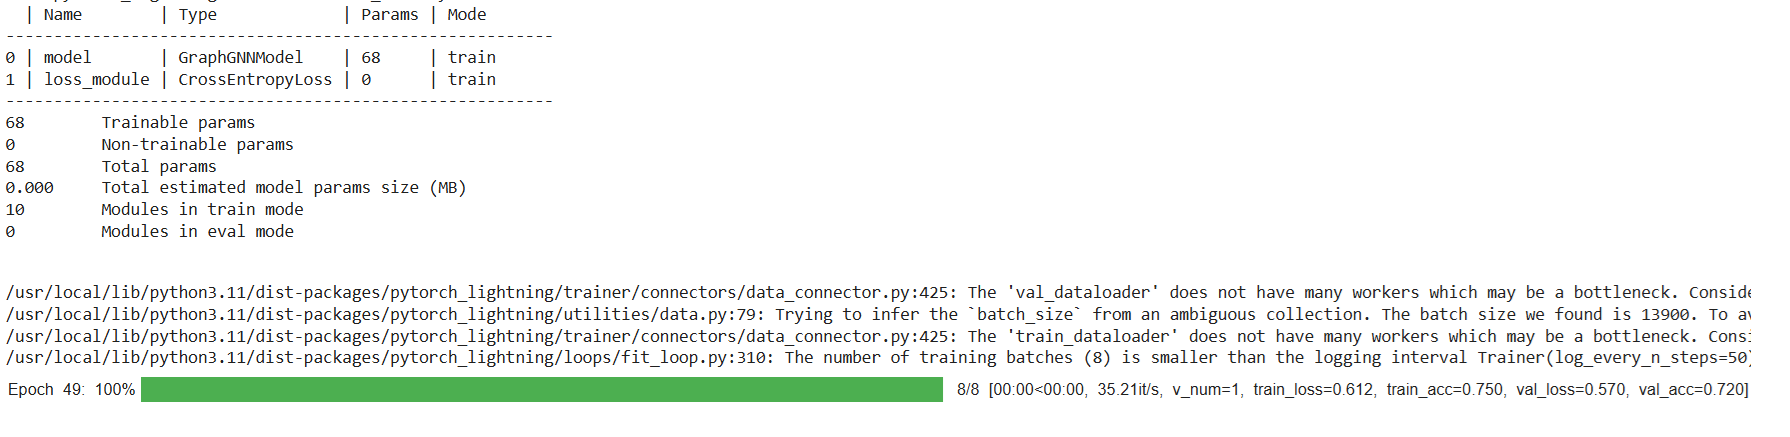 | Name | Type | Params | Mode
---------------------------------------------------------
0 | model | GraphGNNModel | 68 | train
1 | loss_module | CrossEntropyLoss | 0 | train
---------------------------------------------------------
68 Trainable params
0 Non-trainable params
68 Total params
0.000 Total estimated model params size (MB)
10 Modules in train mode
0 Modules in eval mode
/usr/local/lib/python3.11/dist-packages/pytorch_lightning/trainer/connectors/data_connector.py:425: The 'val_dataloader' does not have many workers which may be a bottleneck.
/usr/local/lib/python3.11/dist-packages/pytorch_lightning/utilities/data.py:79: Trying to infer the `batch_size` from an ambiguous collection. The batch size we found is 13900. To
/usr/local/lib/python3.11/dist-packages/pytorch_lightning/trainer/connectors/data_connector.py:425: The 'train_dataloader' does not have many workers which may be a bottleneck.
/usr/local/lib/python3.11/dist-packages/pytorch_lightning/loops/fit_loop.py:310: The number of training batches (8) is smaller than the logging interval Trainer(log_every_n_steps=50)
Epoch 49: 100% 8/8 [00:00<00:00, 35.21it/s, v_num=1, train_loss=0.612, train_acc=0.750, val_loss=0.570, val_acc=0.720]